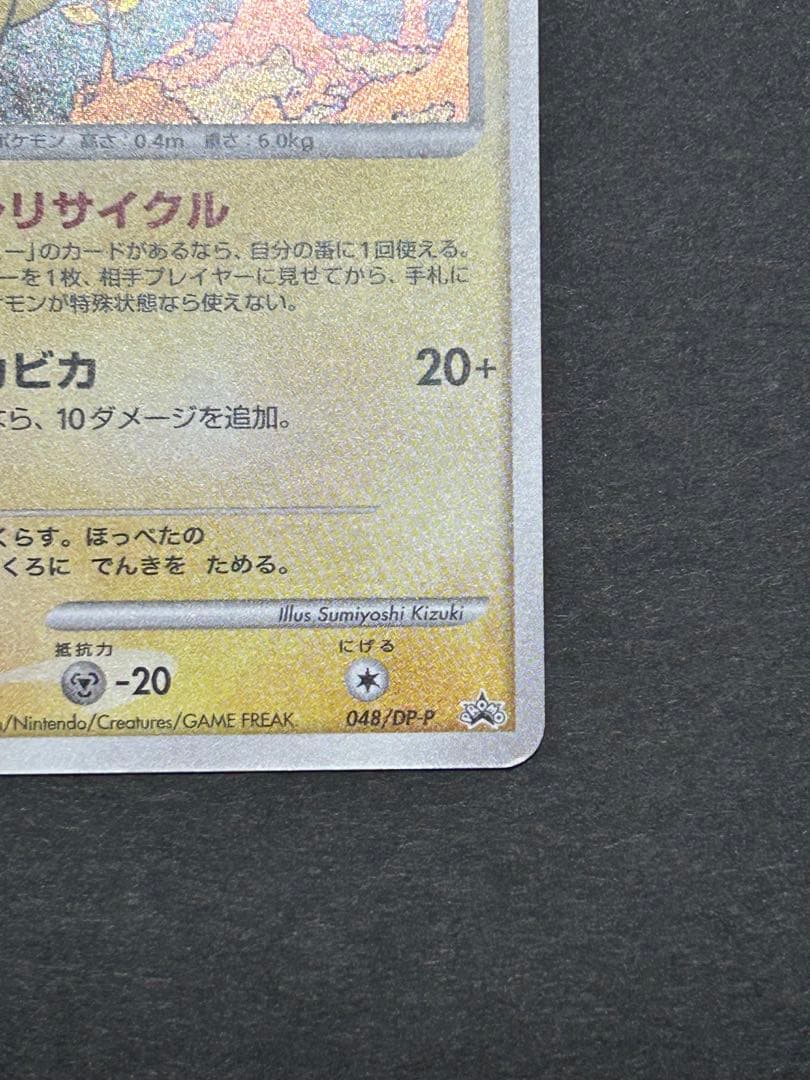 ポケモン 高さ：0.4m 重さ：6.0kg
リサイクル
ー｣のカードがあるなら、自分の番に1回使える。
ーを1枚、相手プレイヤーに見せてから、手札に
モンが特殊状態なら使えない。
ビカ 20+
なら、10ダメージを追加。
くらす。ほっぺたの
くろに でんきを ためる。
Illus Sumiyoshi Kizuki
抵抗力 にげる
-20
/Nintendo/Creatures/GAME FREAK. 048/DP-P PROMO